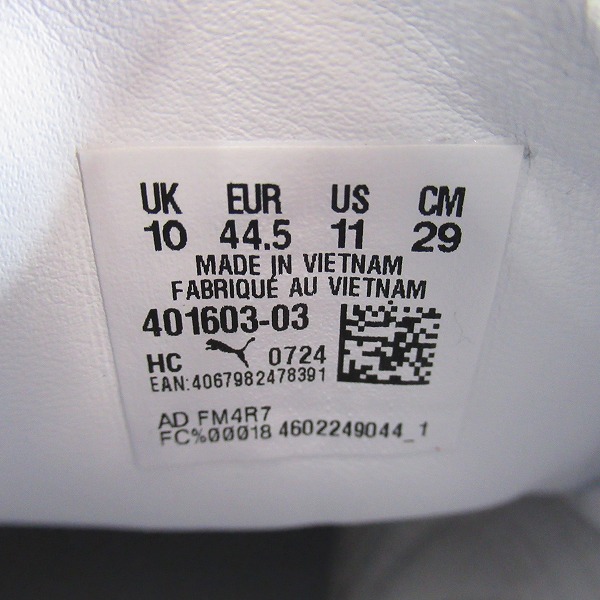 UK EUR US CM
10 44.5 11 29
MADE IN VIETNAM
FABRIQUÉ AU VIETNAM
401603-03
HC 0724
EAN:4067982478391
AD FM4R7
FC%00018 4602249044_1